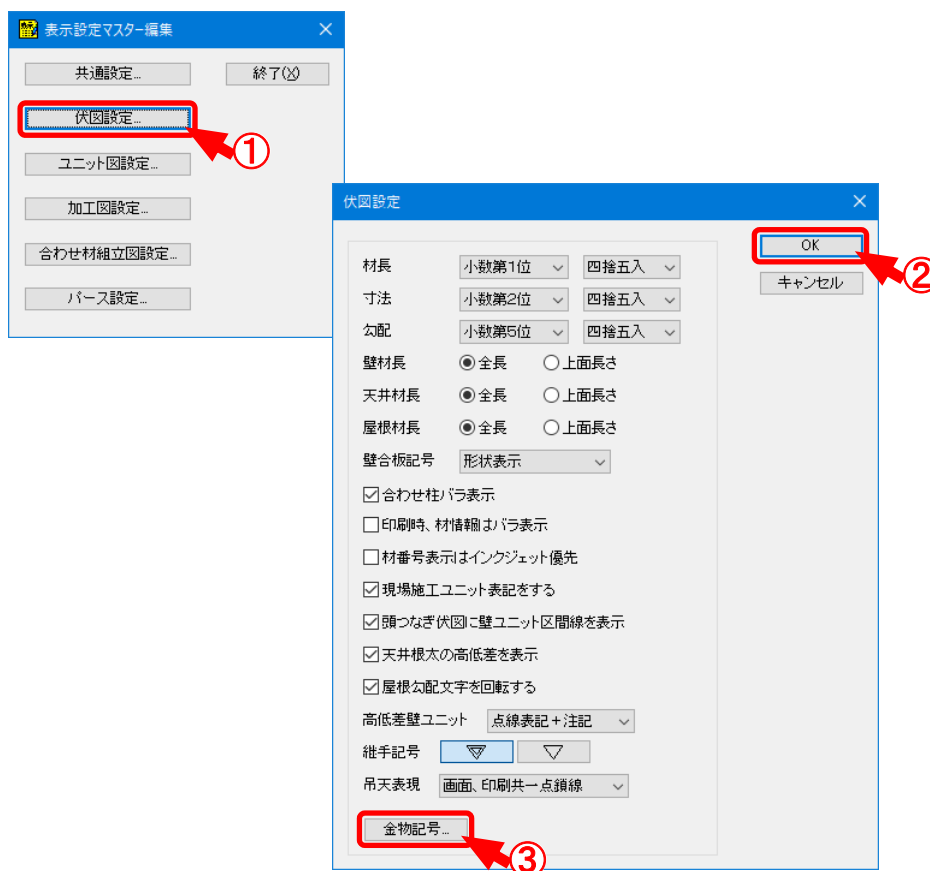 表示設定マスター編集
共通設定...
終了(X)
伏図設定...
①
ユニット図設定...
加工図設定...
合わせ材組立図設定...
パース設定...
伏図設定
OK
②
キャンセル
材長 小数第1位 四捨五入
寸法 小数第2位 四捨五入
勾配 小数第5位 四捨五入
壁材長 全長 上面長さ
天井材長 全長 上面長さ
屋根材長 全長 上面長さ
壁合板記号 形状表示
合わせ柱バラ表示
印刷時、材情報はバラ表示
材番号表示はインクジェット優先
現場施工ユニット表記をする
頭つなぎ伏図に壁ユニット区間線を表示
天井根太の高低差を表示
屋根勾配文字を回転する
高低差壁ユニット 点線表記+注記
継手記号
吊天表現 画面、印刷共一点鎖線
金物記号...
③